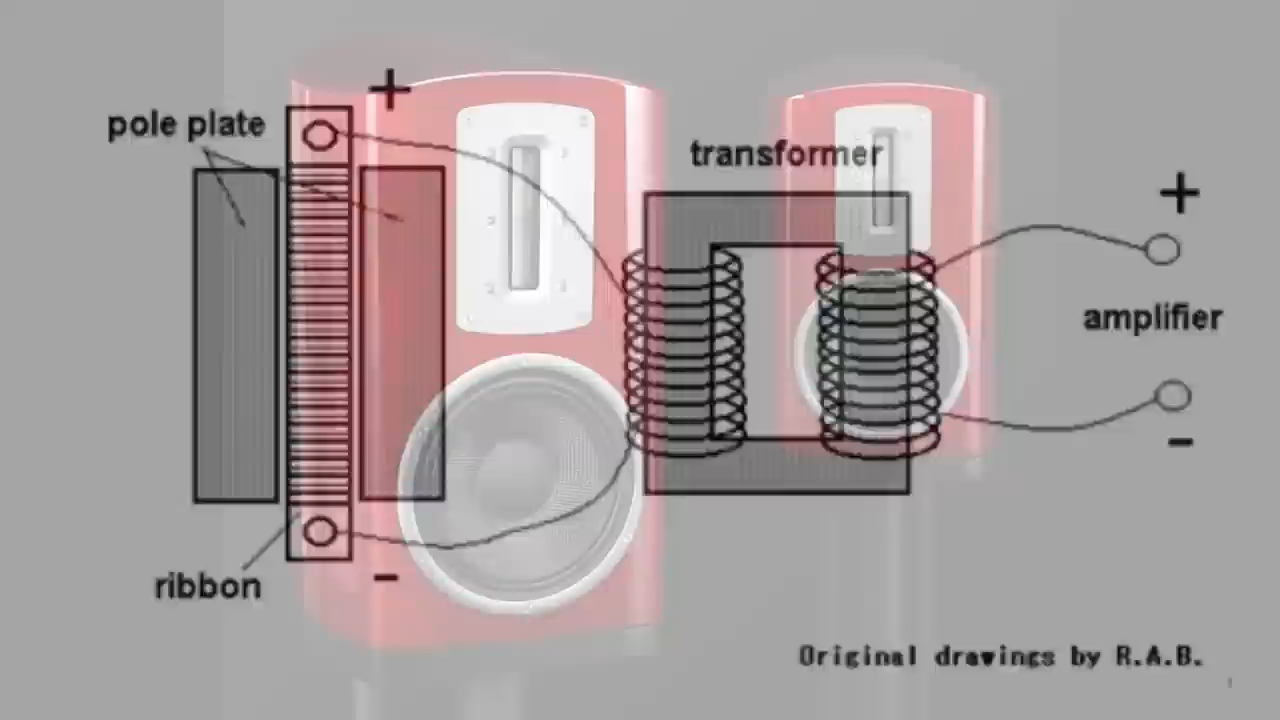 +
pole plate
transformer
+
amplifier
ribbon
-
-
Original drawings by R.A.B.